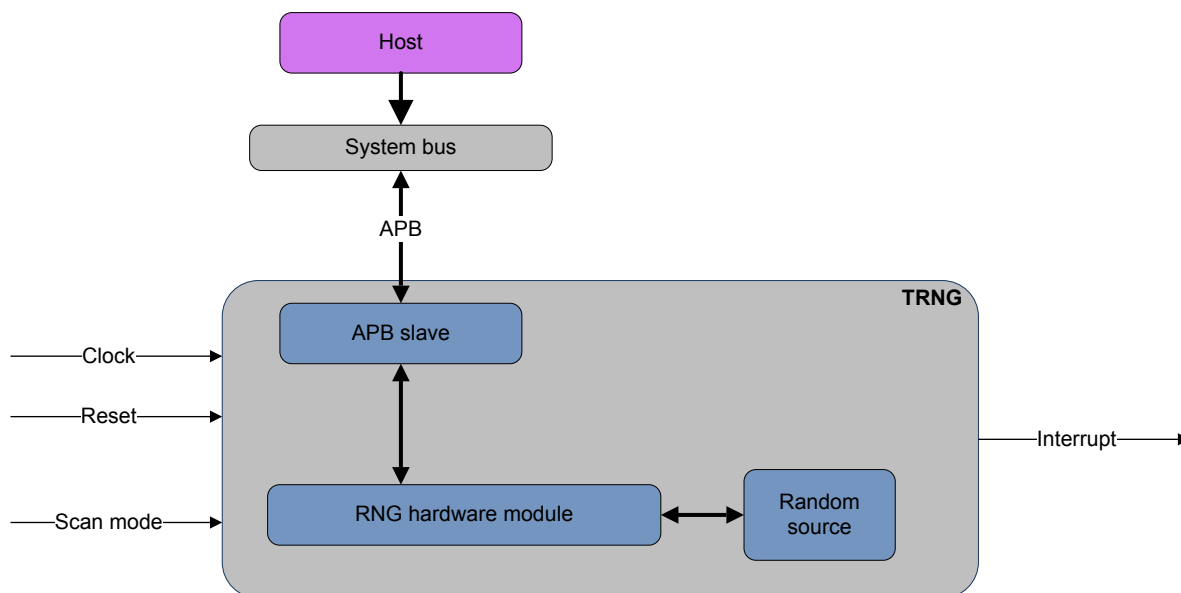 Host
System bus
APB
TRNG
APB slave
Clock
Reset
Interrupt
RNG hardware module
Random
source
Scan mode